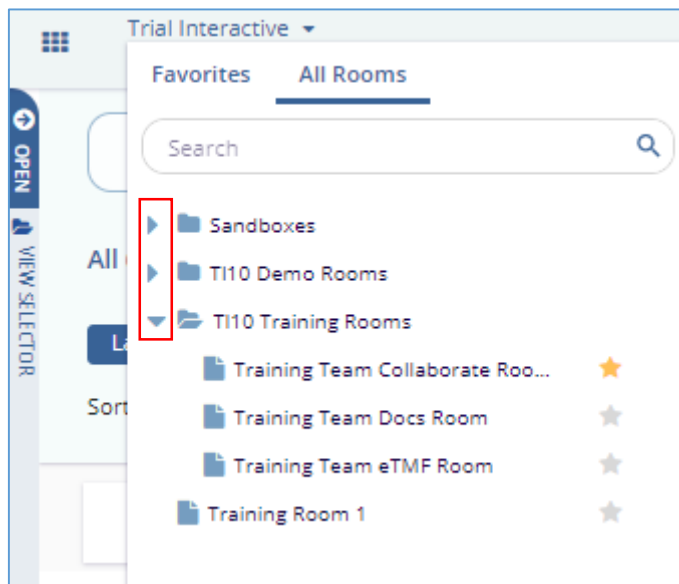 Trial Interactive
Favorites
All Rooms
Search
OPEN
VIEW SELECTOR
Sandboxes
All
TI10 Demo Rooms
TI10 Training Rooms
Training Team Collaborate Roo...
Sort
Training Team Docs Room
Training Team eTMF Room
Training Room 1